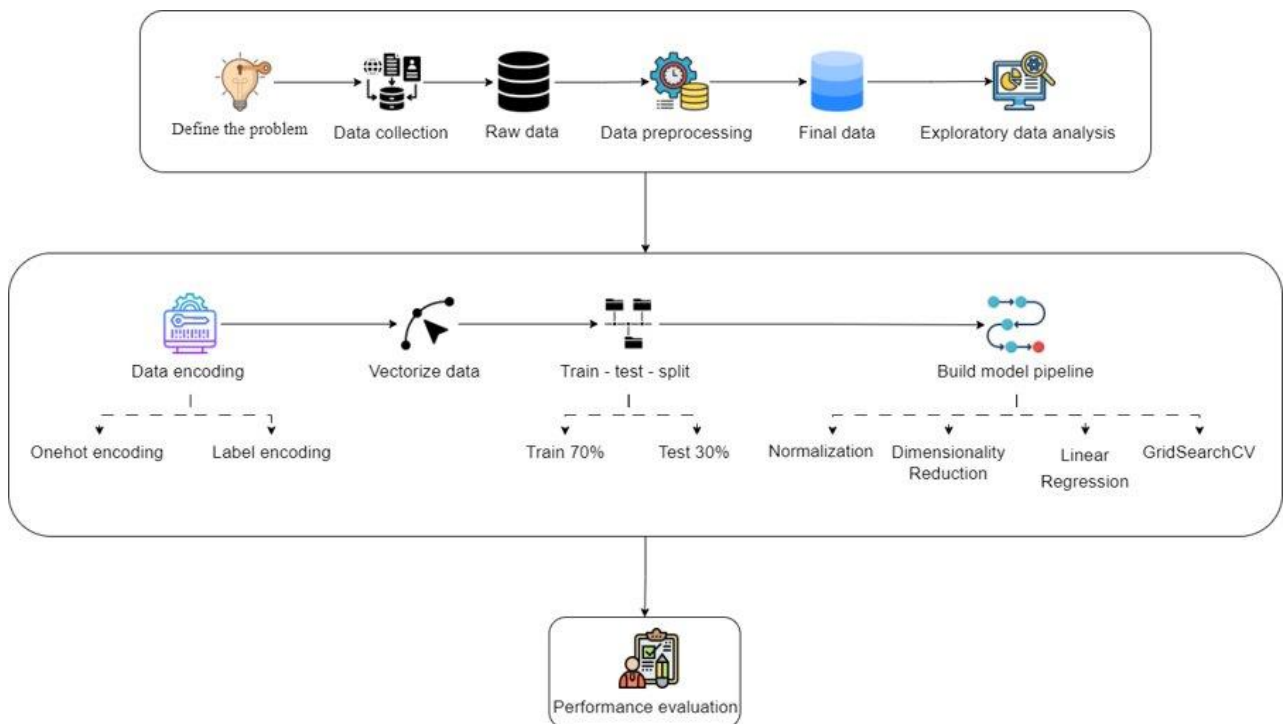 Define the problem
Data collection
Raw data
Data preprocessing
Final data
Exploratory data analysis
Data encoding
Vectorize data
Train - test - split
Build model pipeline
Onehot encoding
Label encoding
Train 70%
Test 30%
Normalization
Dimensionality
Reduction
Linear
Regression
GridSearchCV
Performance evaluation